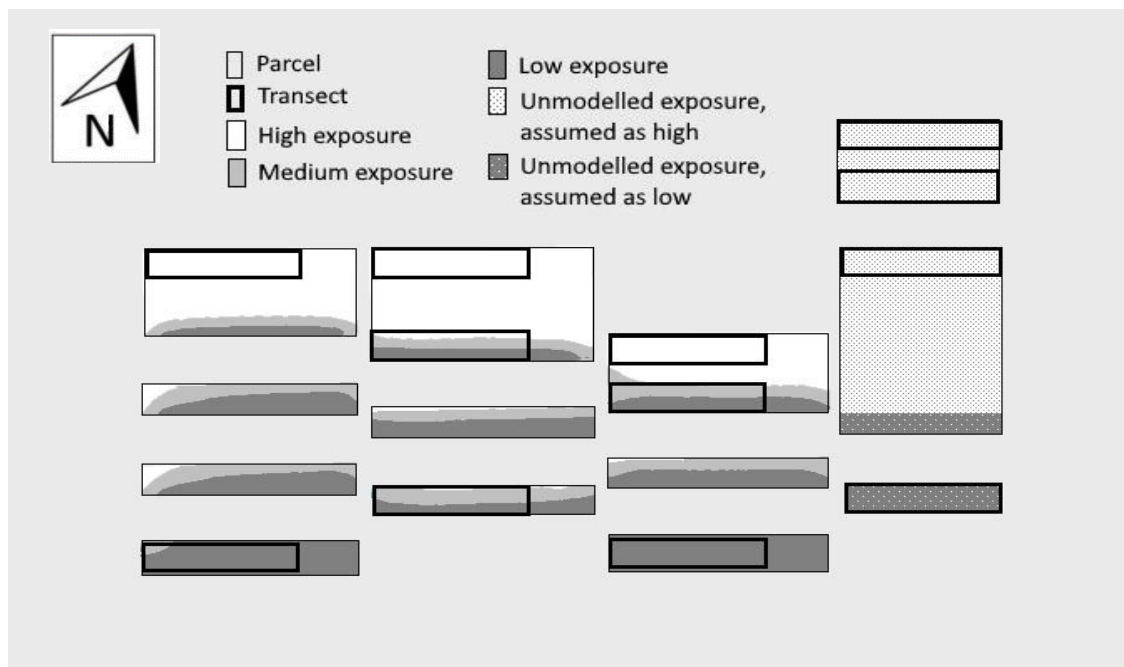 N
Parcel
Transect
High exposure
Medium exposure
Low exposure
Unmodelled exposure,
assumed as high
Unmodelled exposure,
assumed as low